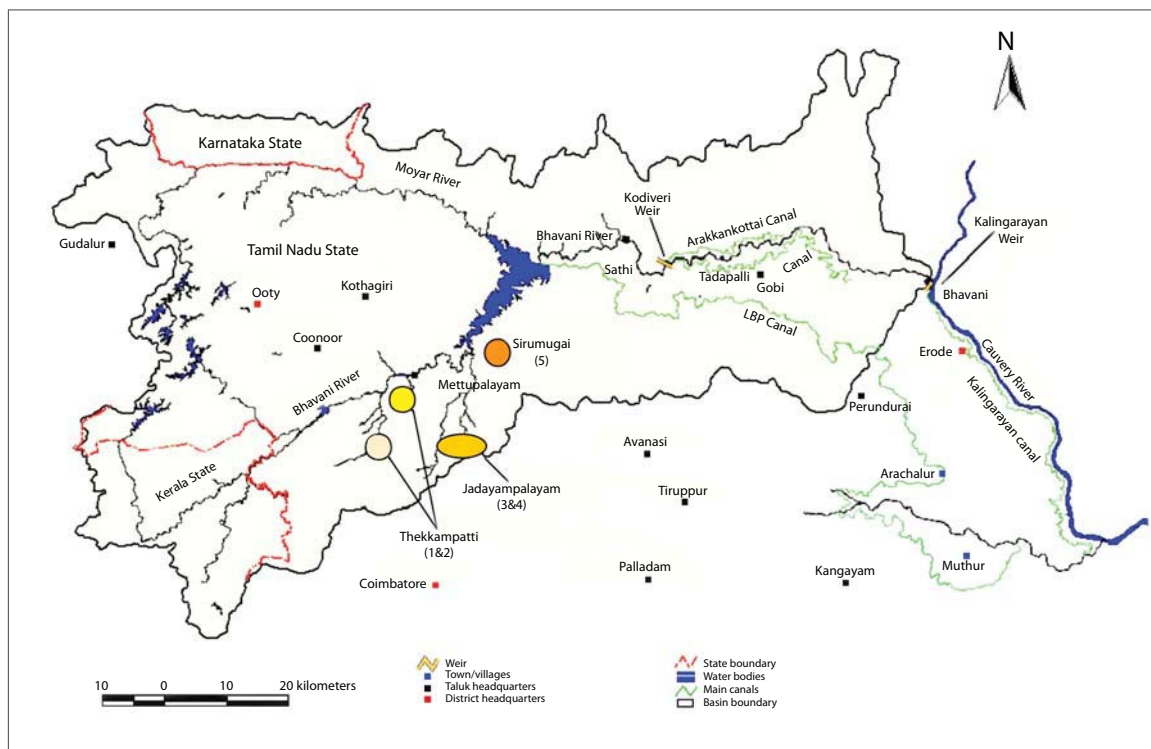 N
Karnataka State
Moyar River
Kodiveri
Weir
Arakkankottai Canal
Kalingarayan
Weir
Gudalur
Tamil Nadu State
Bhavani River
Sathi
Tadapalli
Canal
Gobi
Ooty
Kothagiri
Bhavani
LBP Canal
Coonoor
Sirumugai
(5)
Erode
Cauvery River
Bhavani River
Mettupalayam
Perundurai
Kalingarayan canal
Avanasi
Kerala State
Arachalur
Jadayampalayam
(3&4)
Tiruppur
Thekkampatti
(1&2)
Coimbatore
Palladam
Kangayam
Muthur
10 0 10 20 kilometers
Weir
Town/villages
Taluk headquarters
District headquarters
State boundary
Water bodies
Main canals
Basin boundary